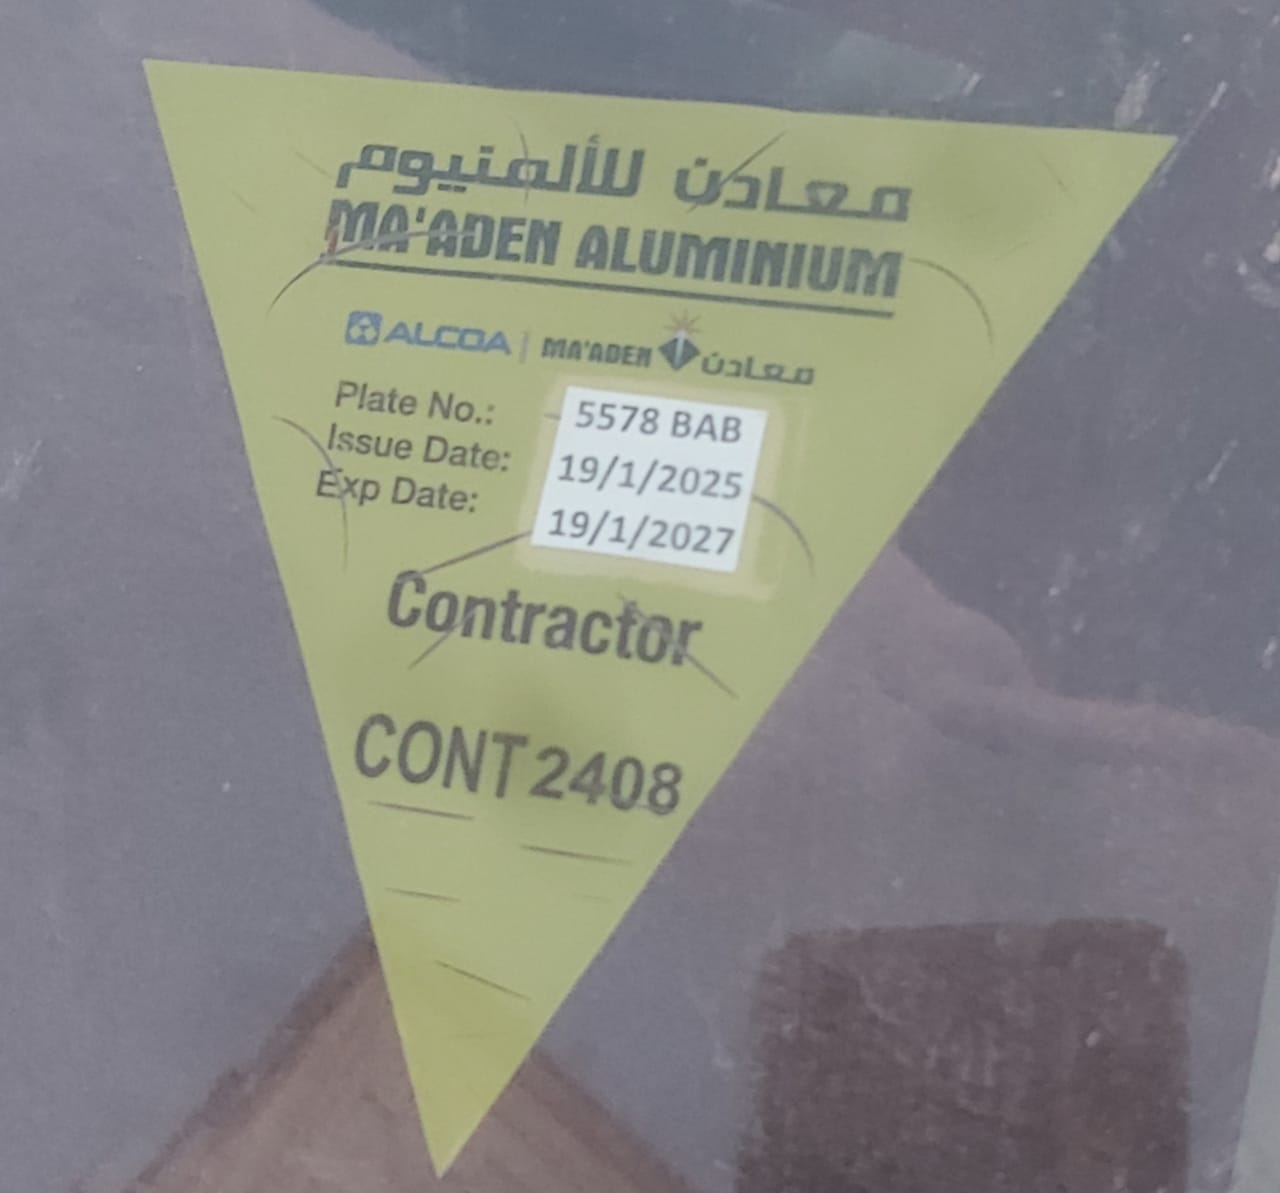 معادن للألمنيوم
MA'ADEN ALUMINIUM
ALCOA | MA'ADEN معادن
Plate No.: 5578 BAB
Issue Date: 19/1/2025
Exp Date: 19/1/2027
Contractor
CONT 2408